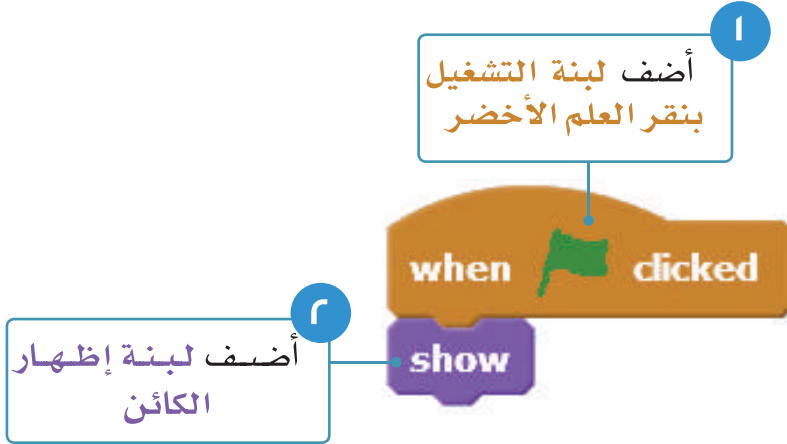 ١
أضف لبنة التشغيل
بنقر العلم الأخضر
when clicked
٢
أضف لبنة إظهار
الكائن
show